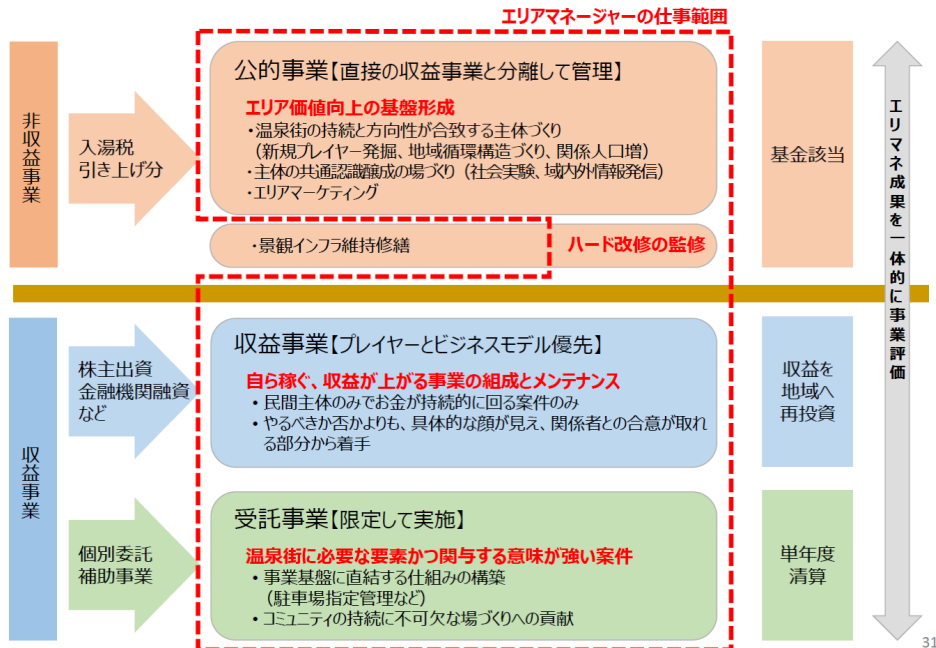 エリアマネージャーの仕事範囲
非収益事業
入湯税
引き上げ分
公的事業【直接の収益事業と分離して管理】
エリア価値向上の基盤形成
・温泉街の持続と方向性が合致する主体づくり
（新規プレイヤー発掘、地域循環構造づくり、関係人口増）
・主体の共通認識醸成の場づくり（社会実験、域内外情報発信）
・エリアマーケティング
基金該当
・景観インフラ維持修繕
ハード改修の監修
エリマネ成果を一体的に事業評価
収益事業
株主出資
金融機関融資
など
収益事業【プレイヤーとビジネスモデル優先】
自ら稼ぐ、収益が上がる事業の組成とメンテナンス
・民間主体のみでお金が持続的に回る案件のみ
・やるべきか否かよりも、具体的な顔が見え、関係者との合意が取れ
る部分から着手
収益を
地域へ
再投資
個別委託
補助事業
受託事業【限定して実施】
温泉街に必要な要素かつ関与する意味が強い案件
・事業基盤に直結する仕組みの構築
（駐車場指定管理など）
・コミュニティの持続に不可欠な場づくりへの貢献
単年度
清算
31